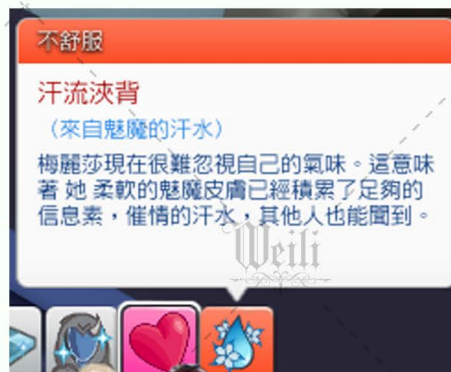 不舒服
汗流浹背
（來自魅魔的汗水）
梅麗莎現在很難忽視自己的氣味。這意味
著 她 柔軟的魅魔皮膚已經積累了足夠的
信息素，催情的汗水，其他人也能聞到。
Weili